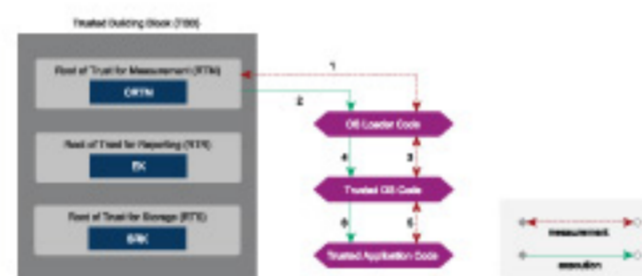 Trusted Building Block (TBB)
Root of Trust for Measurement (RTM)
CRTM
Root of Trust for Reporting (RTR)
EK
Root of Trust for Storage (RTS)
SRK
1
2
OS Loader Code
4
3
Trusted OS Code
6
5
Trusted Application Code
measurement
execution